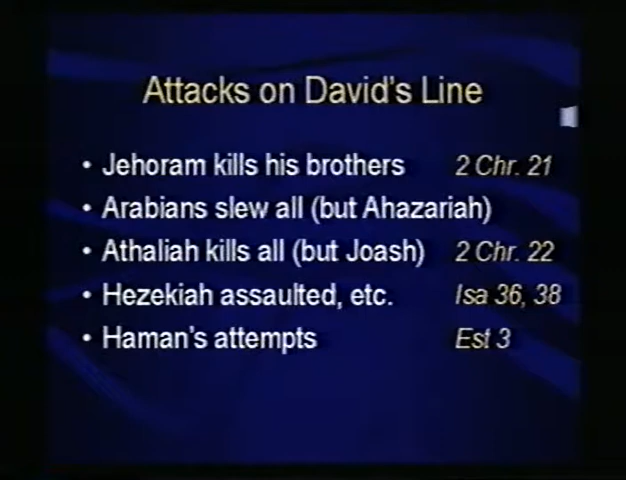 Attacks on David's Line
• Jehoram kills his brothers 2 Chr. 21
• Arabians slew all (but Ahazariah)
• Athaliah kills all (but Joash) 2 Chr. 22
• Hezekiah assaulted, etc. Isa 36, 38
• Haman's attempts Est 3